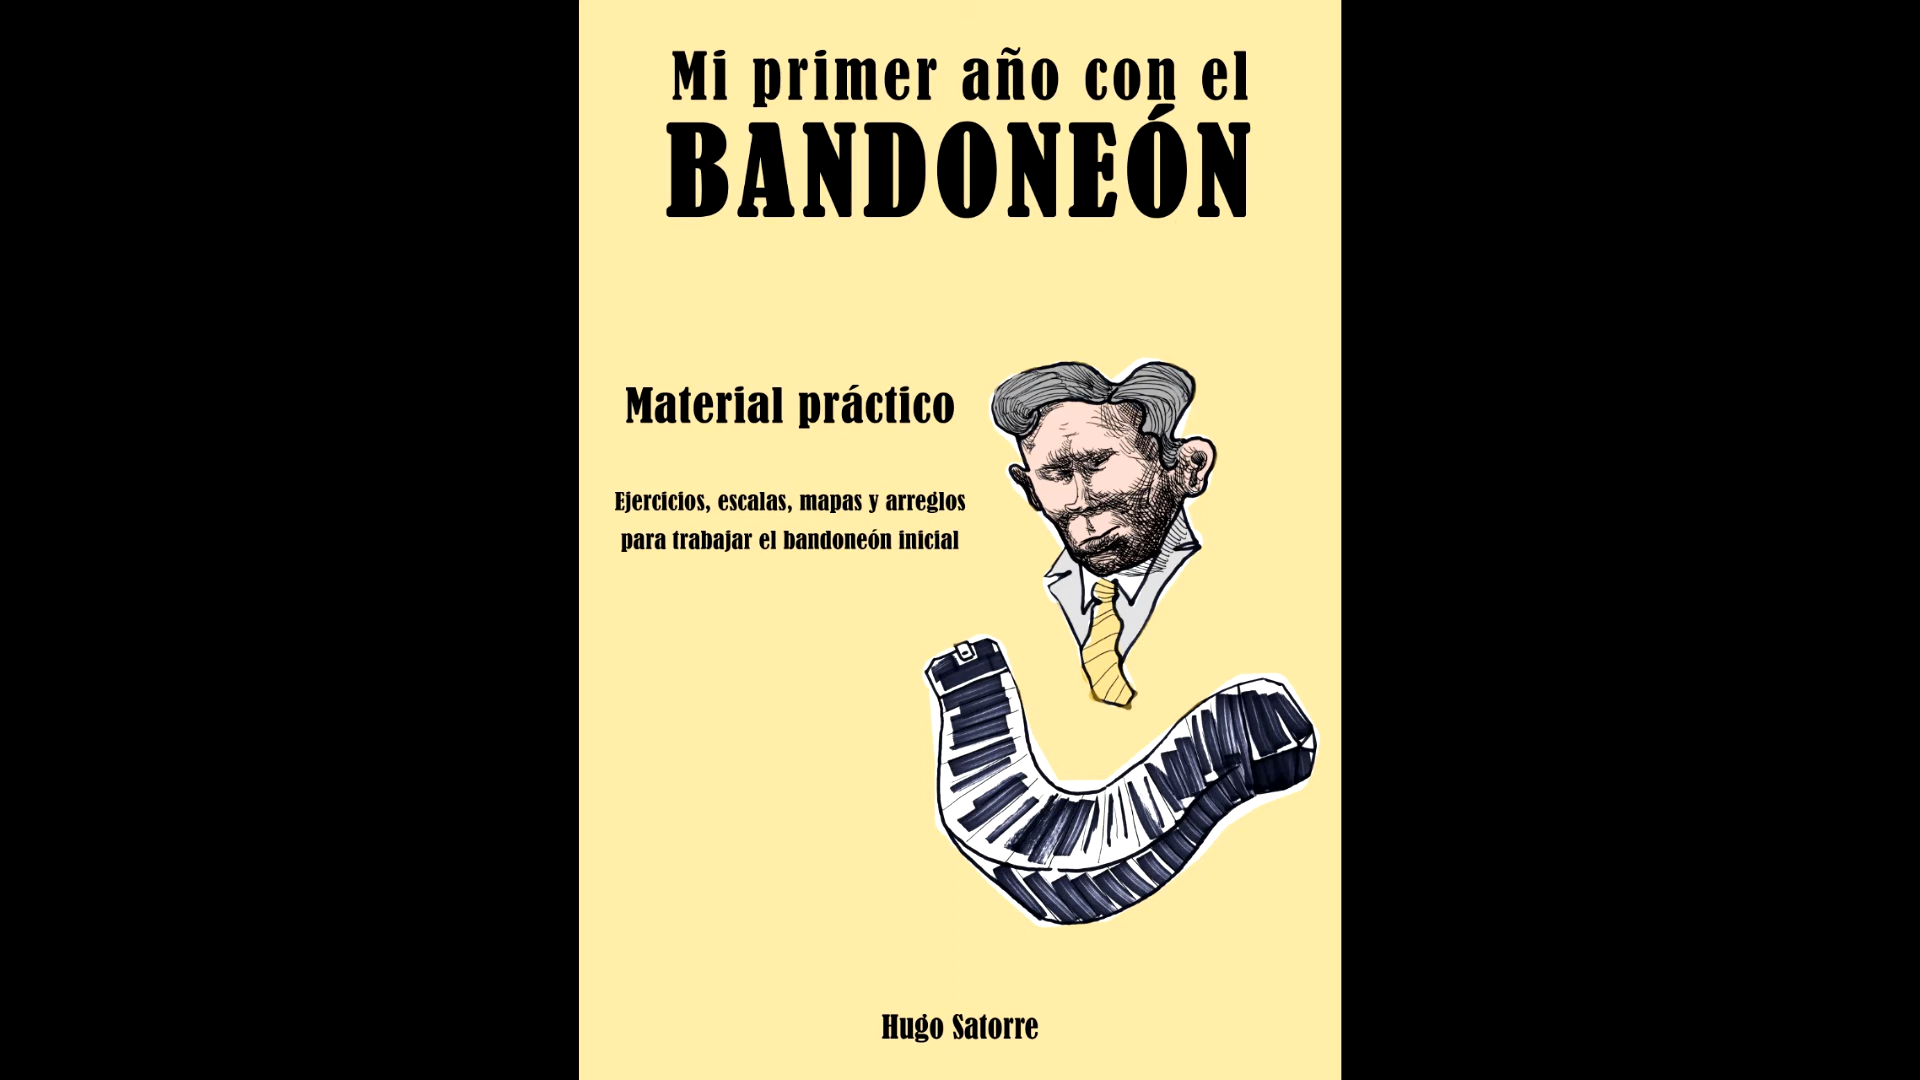 Mi primer año con el
BANDONEÓN
Material práctico
Ejercicios, escalas, mapas y arreglos
para trabajar el bandoneón inicial
Hugo Satorre